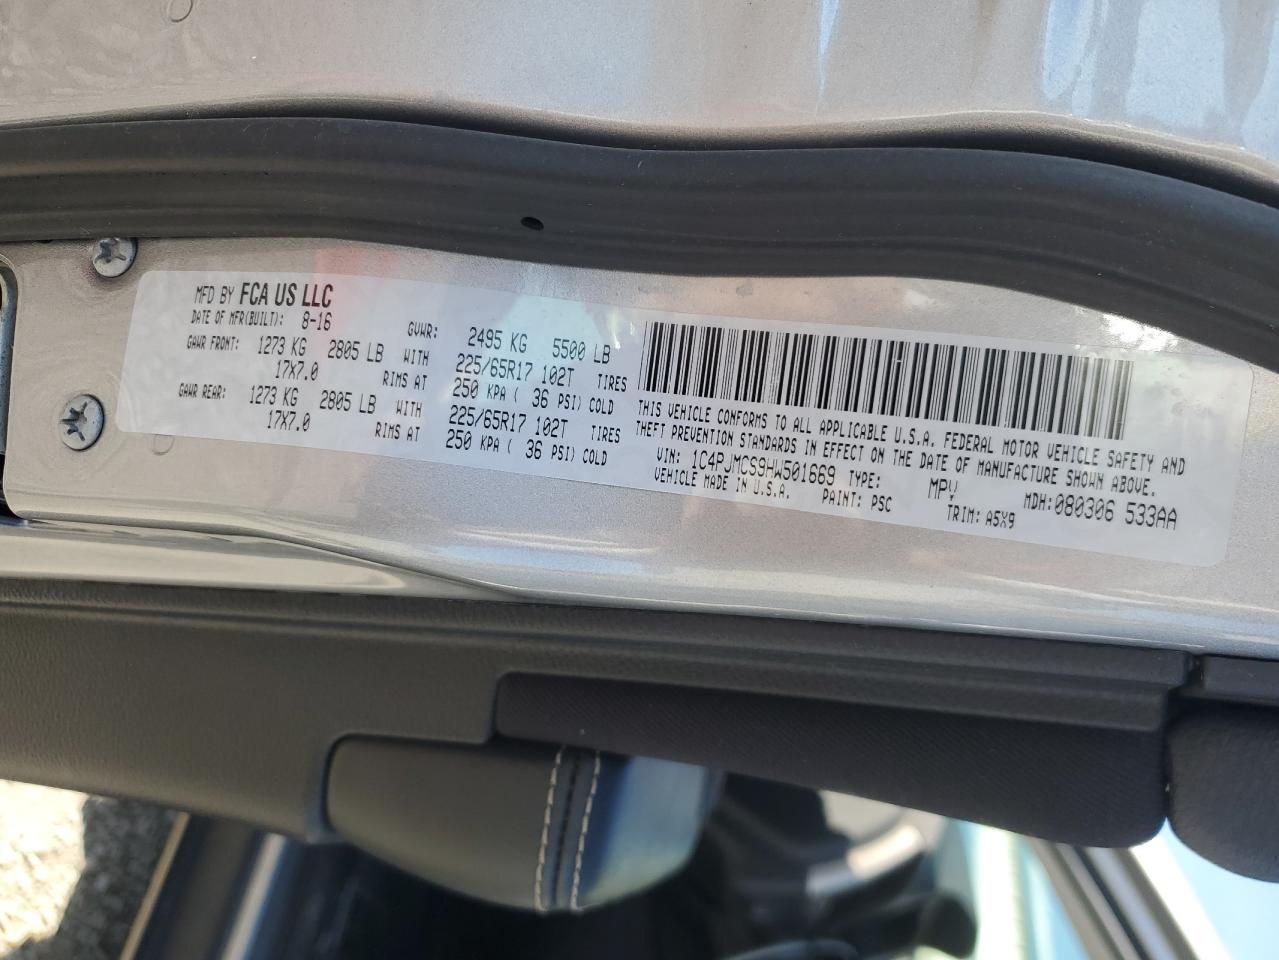 MFD BY FCA US LLC
DATE OF MFR(BUILT): 8-16 GVWR: 2495 KG 5500 LB
GAWR FRONT: 1273 KG 2805 LB WITH 225/65R17 102T TIRES
17X7.0 RIMS AT 250 KPA ( 36 PSI) COLD
GAWR REAR: 1273 KG 2805 LB WITH 225/65R17 102T TIRES
17X7.0 RIMS AT 250 KPA ( 36 PSI) COLD
THIS VEHICLE CONFORMS TO ALL APPLICABLE U.S.A. FEDERAL MOTOR VEHICLE SAFETY AND
THEFT PREVENTION STANDARDS IN EFFECT ON THE DATE OF MANUFACTURE SHOWN ABOVE.
VIN: 1C4PJMCS9HW501669 TYPE: MPV MDH:080306 533AA
VEHICLE MADE IN U.S.A. PAINT: PSC TRIM: A5X9